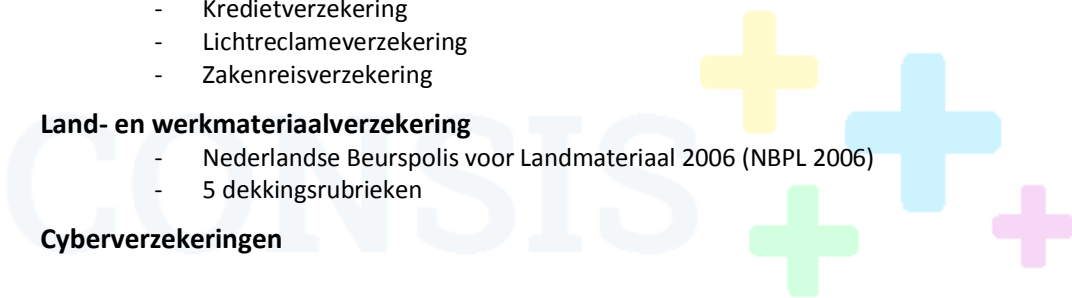 - Kredietverzekering
- Lichtreclameverzekering
- Zakenreisverzekering
Land- en werkmateriaalverzekering
- Nederlandse Beurspolis voor Landmateriaal 2006 (NBPL 2006)
- 5 dekkingsrubrieken
CONSIS
Cyberverzekeringen